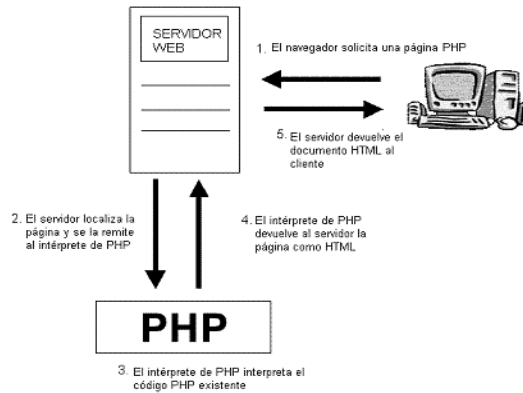 SERVIDOR
WEB
1. El navegador solicita una página PHP
5. El servidor devuelve el
documento HTML al
cliente
2. El servidor localiza la
página y se la remite
al intérprete de PHP
4. El intérprete de PHP
devuelve al servidor la
página como HTML
PHP
3. El intérprete de PHP interpreta el
código PHP existente